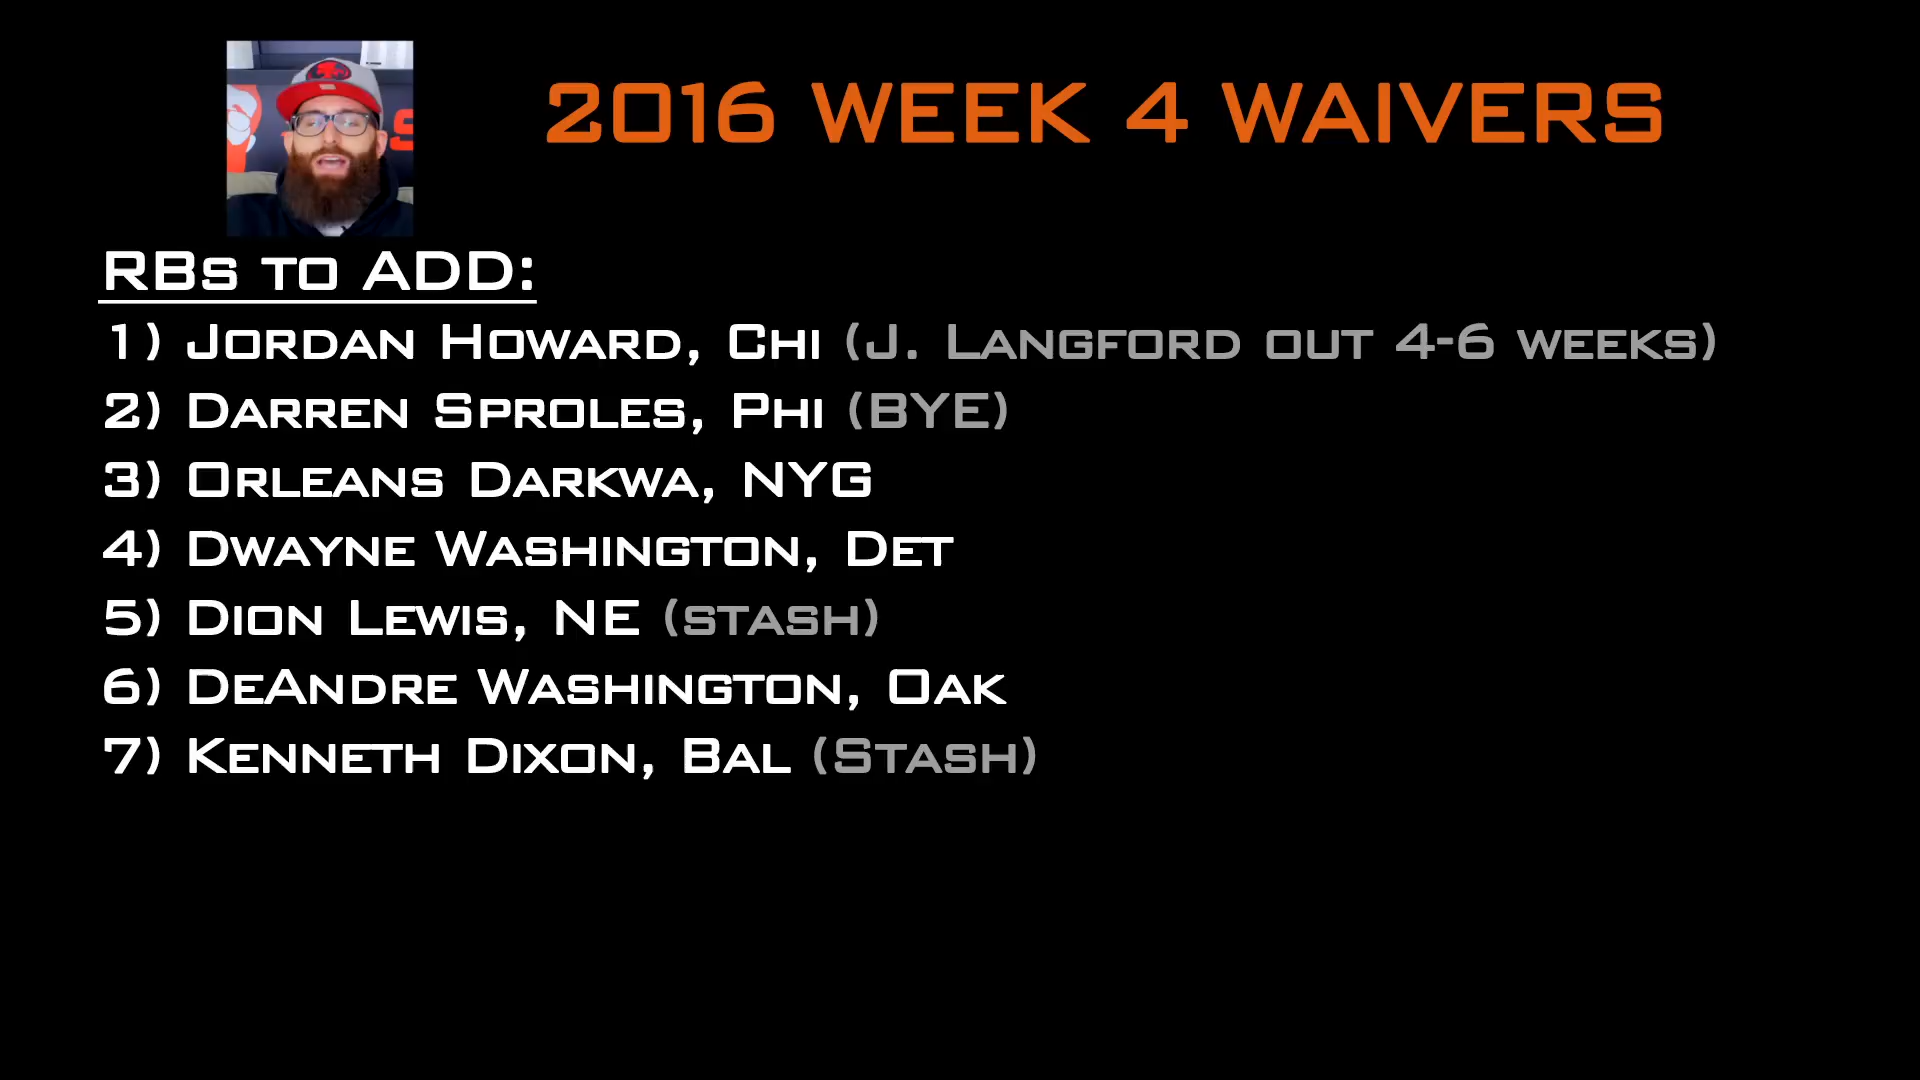 2016 WEEK 4 WAIVERS
RBs to ADD:
1) Jordan Howard, Chi (J. Langford out 4-6 weeks)
2) Darren Sproles, Phi (BYE)
3) Orleans Darkwa, NYG
4) Dwayne Washington, Det
5) Dion Lewis, NE (stash)
6) DeAndre Washington, Oak
7) Kenneth Dixon, Bal (Stash)